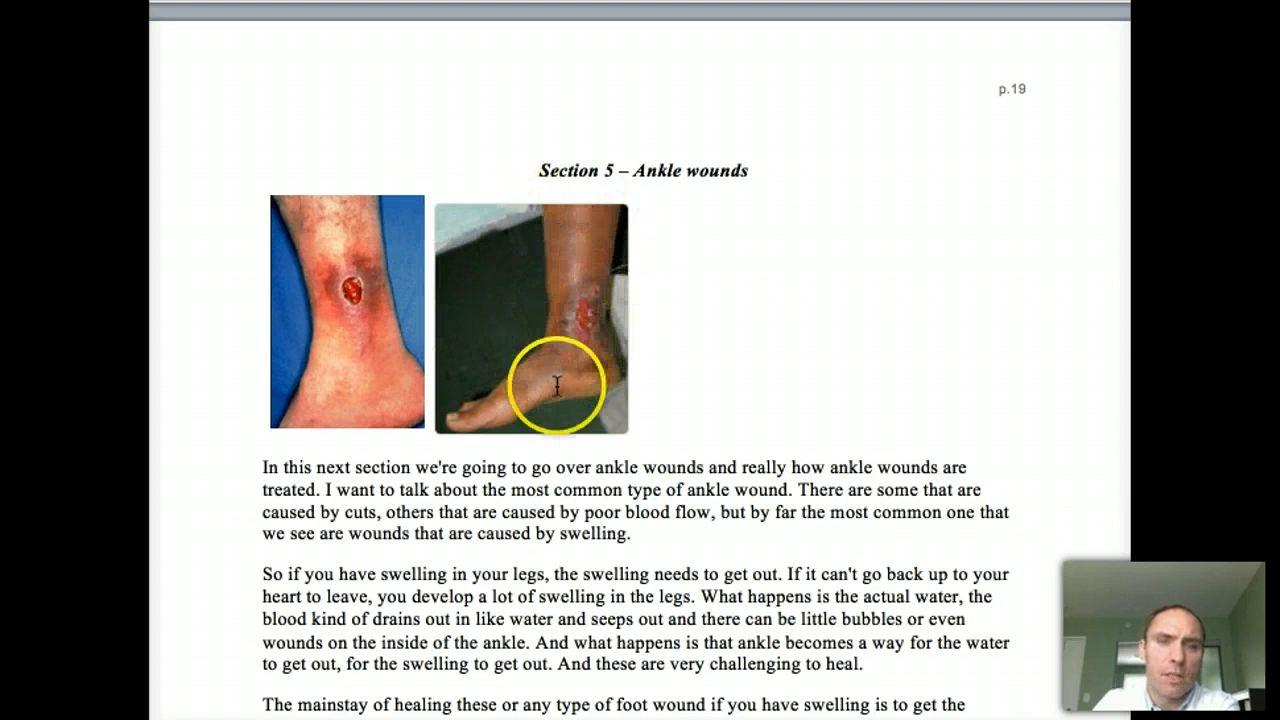 p.19
Section 5 – Ankle wounds
In this next section we're going to go over ankle wounds and really how ankle wounds are
treated. I want to talk about the most common type of ankle wound. There are some that are
caused by cuts, others that are caused by poor blood flow, but by far the most common one that
we see are wounds that are caused by swelling.
So if you have swelling in your legs, the swelling needs to get out. If it can't go back up to your
heart to leave, you develop a lot of swelling in the legs. What happens is the actual water, the
blood kind of drains out in like water and seeps out and there can be little bubbles or even
wounds on the inside of the ankle. And what happens is that ankle becomes a way for the water
to get out, for the swelling to get out. And these are very challenging to heal.
The mainstay of healing these or any type of foot wound if you have swelling is to get the